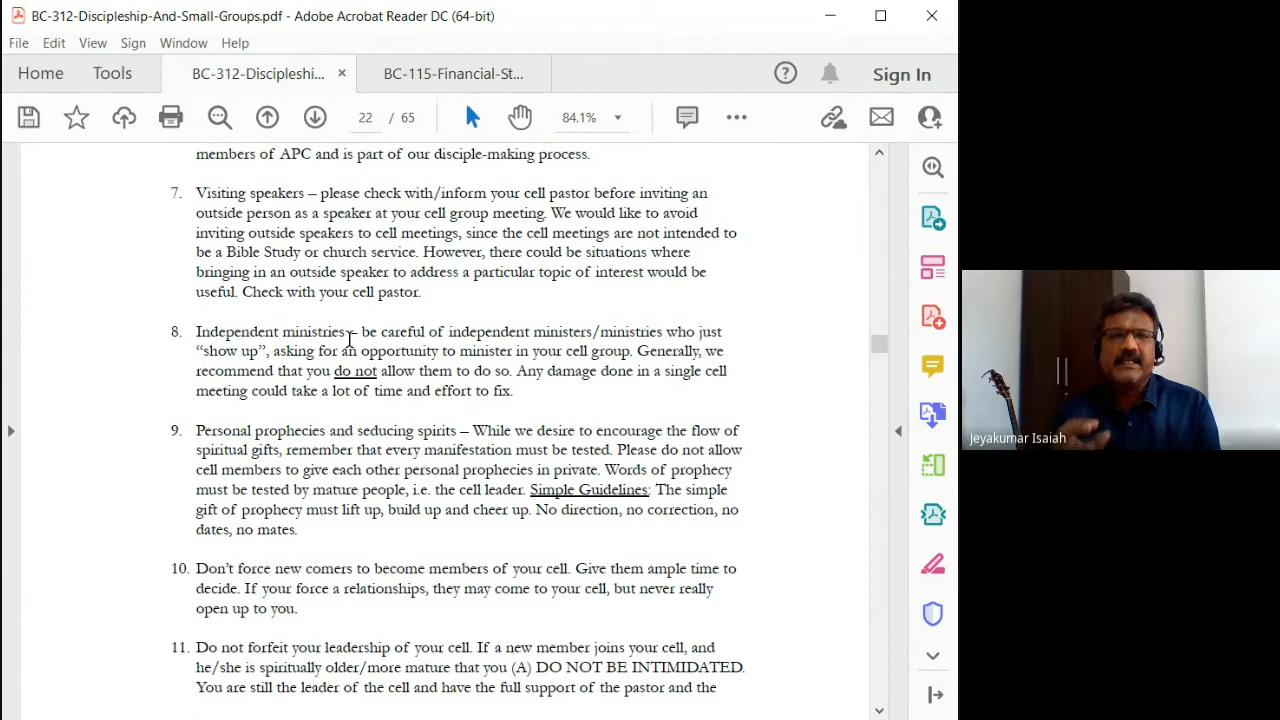 BC-312-Discipleship-And-Small-Groups.pdf - Adobe Acrobat Reader DC (64-bit)
File Edit View Sign Window Help
Home Tools BC-312-Discipleshi... × BC-115-Financial-St... Sign In
22 / 65 84.1%
members of APC and is part of our disciple-making process.
7. Visiting speakers – please check with/inform your cell pastor before inviting an
outside person as a speaker at your cell group meeting. We would like to avoid
inviting outside speakers to cell meetings, since the cell meetings are not intended to
be a Bible Study or church service. However, there could be situations where
bringing in an outside speaker to address a particular topic of interest would be
useful. Check with your cell pastor.
8. Independent ministries – be careful of independent ministers/ministries who just
“show up”, asking for an opportunity to minister in your cell group. Generally, we
recommend that you do not allow them to do so. Any damage done in a single cell
meeting could take a lot of time and effort to fix.
9. Personal prophecies and seducing spirits – While we desire to encourage the flow of
spiritual gifts, remember that every manifestation must be tested. Please do not allow
cell members to give each other personal prophecies in private. Words of prophecy
must be tested by mature people, i.e. the cell leader. Simple Guidelines: The simple
gift of prophecy must lift up, build up and cheer up. No direction, no correction, no
dates, no mates.
10. Don’t force new comers to become members of your cell. Give them ample time to
decide. If your force a relationships, they may come to your cell, but never really
open up to you.
11. Do not forfeit your leadership of your cell. If a new member joins your cell, and
he/she is spiritually older/more mature that you (A) DO NOT BE INTIMIDATED.
You are still the leader of the cell and have the full support of the pastor and the
Jeyakumar Isaiah